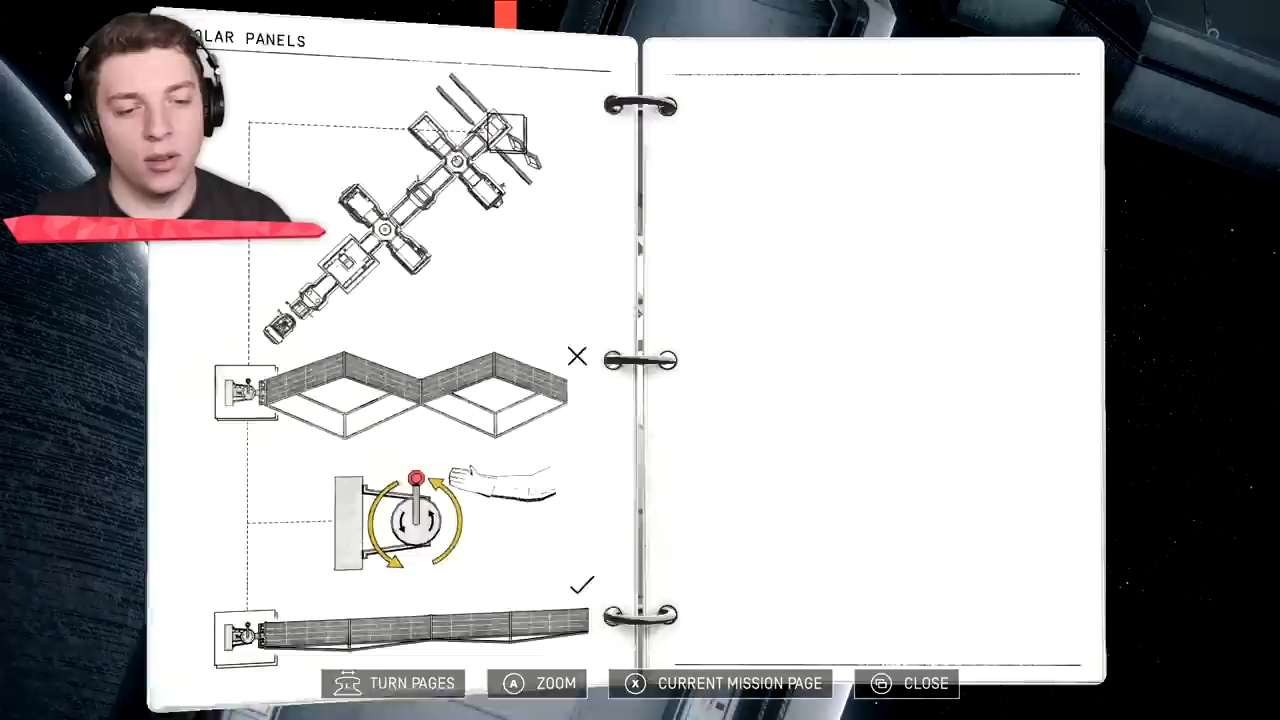 OLAR PANELS
TURN PAGES
A ZOOM
X CURRENT MISSION PAGE
CLOSE